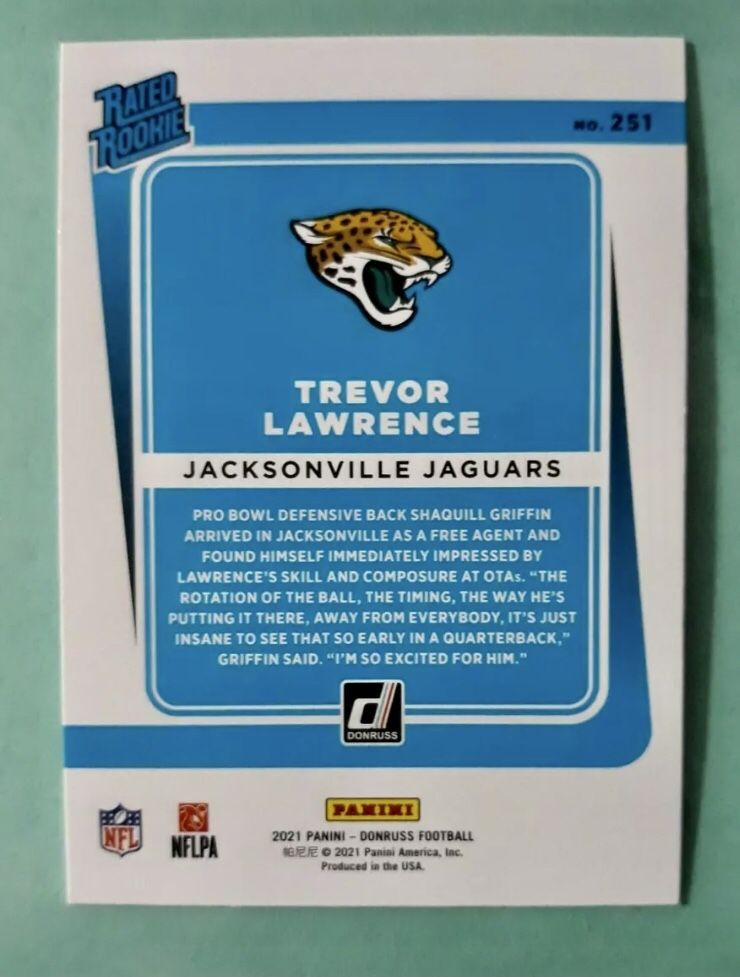 RATED
ROOKIE
NO. 251
TREVOR
LAWRENCE
JACKSONVILLE JAGUARS
PRO BOWL DEFENSIVE BACK SHAQUILL GRIFFIN
ARRIVED IN JACKSONVILLE AS A FREE AGENT AND
FOUND HIMSELF IMMEDIATELY IMPRESSED BY
LAWRENCE'S SKILL AND COMPOSURE AT OTAs. “THE
ROTATION OF THE BALL, THE TIMING, THE WAY HE'S
PUTTING IT THERE, AWAY FROM EVERYBODY, IT'S JUST
INSANE TO SEE THAT SO EARLY IN A QUARTERBACK,”
GRIFFIN SAID. “I'M SO EXCITED FOR HIM.”
d
DONRUSS
PANINI
NFL
NFLPA
2021 PANINI – DONRUSS FOOTBALL
帕尼尼 © 2021 Panini America, Inc.
Produced in the USA.